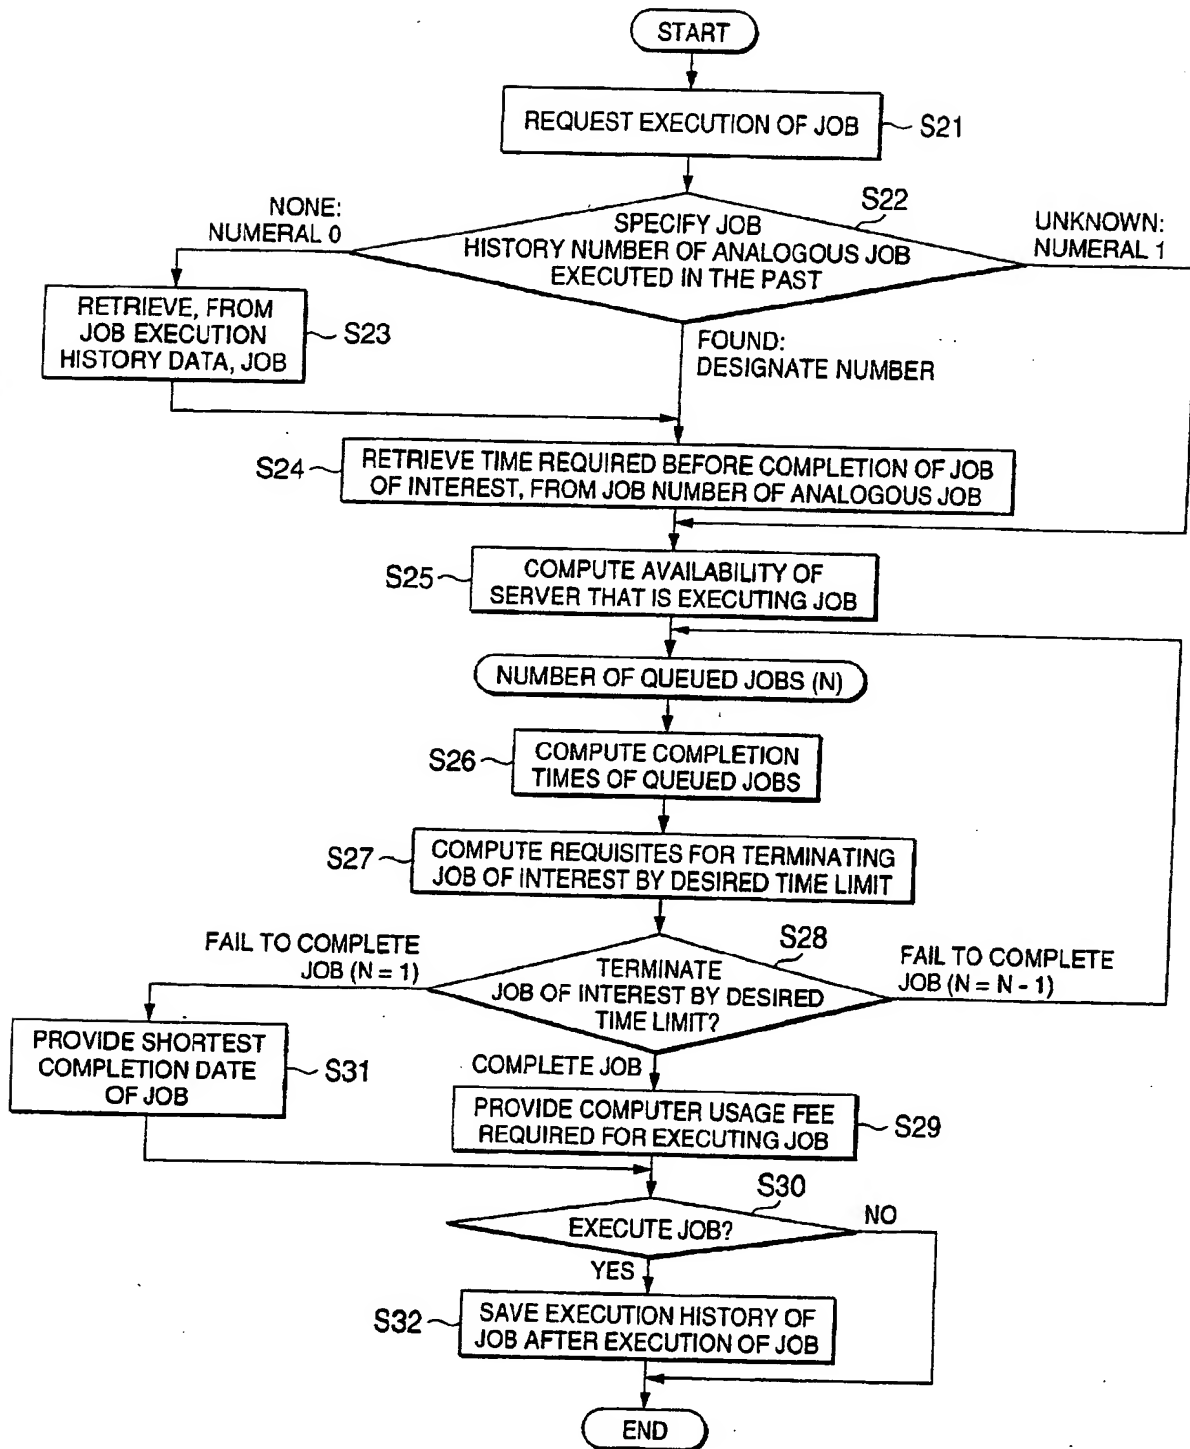 START
REQUEST EXECUTION OF JOB
S21
S22
NONE:
NUMERAL 0
SPECIFY JOB
HISTORY NUMBER OF ANALOGOUS JOB
EXECUTED IN THE PAST
UNKNOWN:
NUMERAL 1
RETRIEVE, FROM
JOB EXECUTION
HISTORY DATA, JOB
S23
FOUND:
DESIGNATE NUMBER
S24
RETRIEVE TIME REQUIRED BEFORE COMPLETION OF JOB
OF INTEREST, FROM JOB NUMBER OF ANALOGOUS JOB
S25
COMPUTE AVAILABILITY OF
SERVER THAT IS EXECUTING JOB
NUMBER OF QUEUED JOBS (N)
S26
COMPUTE COMPLETION
TIMES OF QUEUED JOBS
S27
COMPUTE REQUISITES FOR TERMINATING
JOB OF INTEREST BY DESIRED TIME LIMIT
S28
FAIL TO COMPLETE
JOB (N = 1)
TERMINATE
JOB OF INTEREST BY DESIRED
TIME LIMIT?
FAIL TO COMPLETE
JOB (N = N - 1)
PROVIDE SHORTEST
COMPLETION DATE
OF JOB
S31
COMPLETE JOB
PROVIDE COMPUTER USAGE FEE
REQUIRED FOR EXECUTING JOB
S29
S30
EXECUTE JOB?
NO
YES
S32
SAVE EXECUTION HISTORY OF
JOB AFTER EXECUTION OF JOB
END